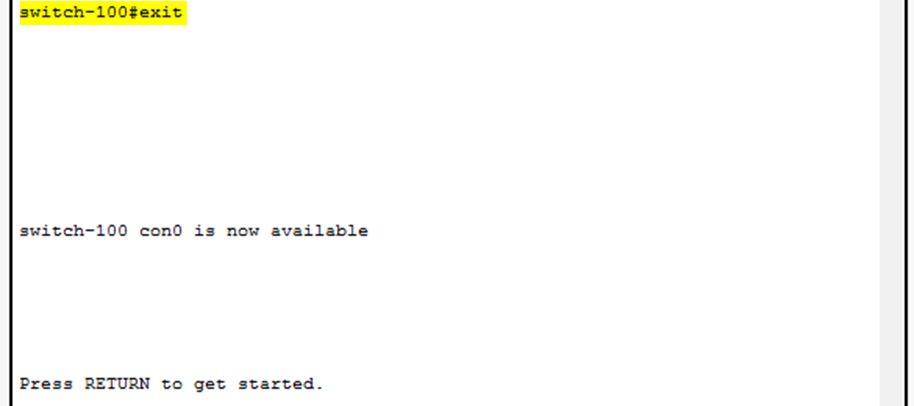 switch-100#exit
switch-100 con0 is now available
Press RETURN to get started.